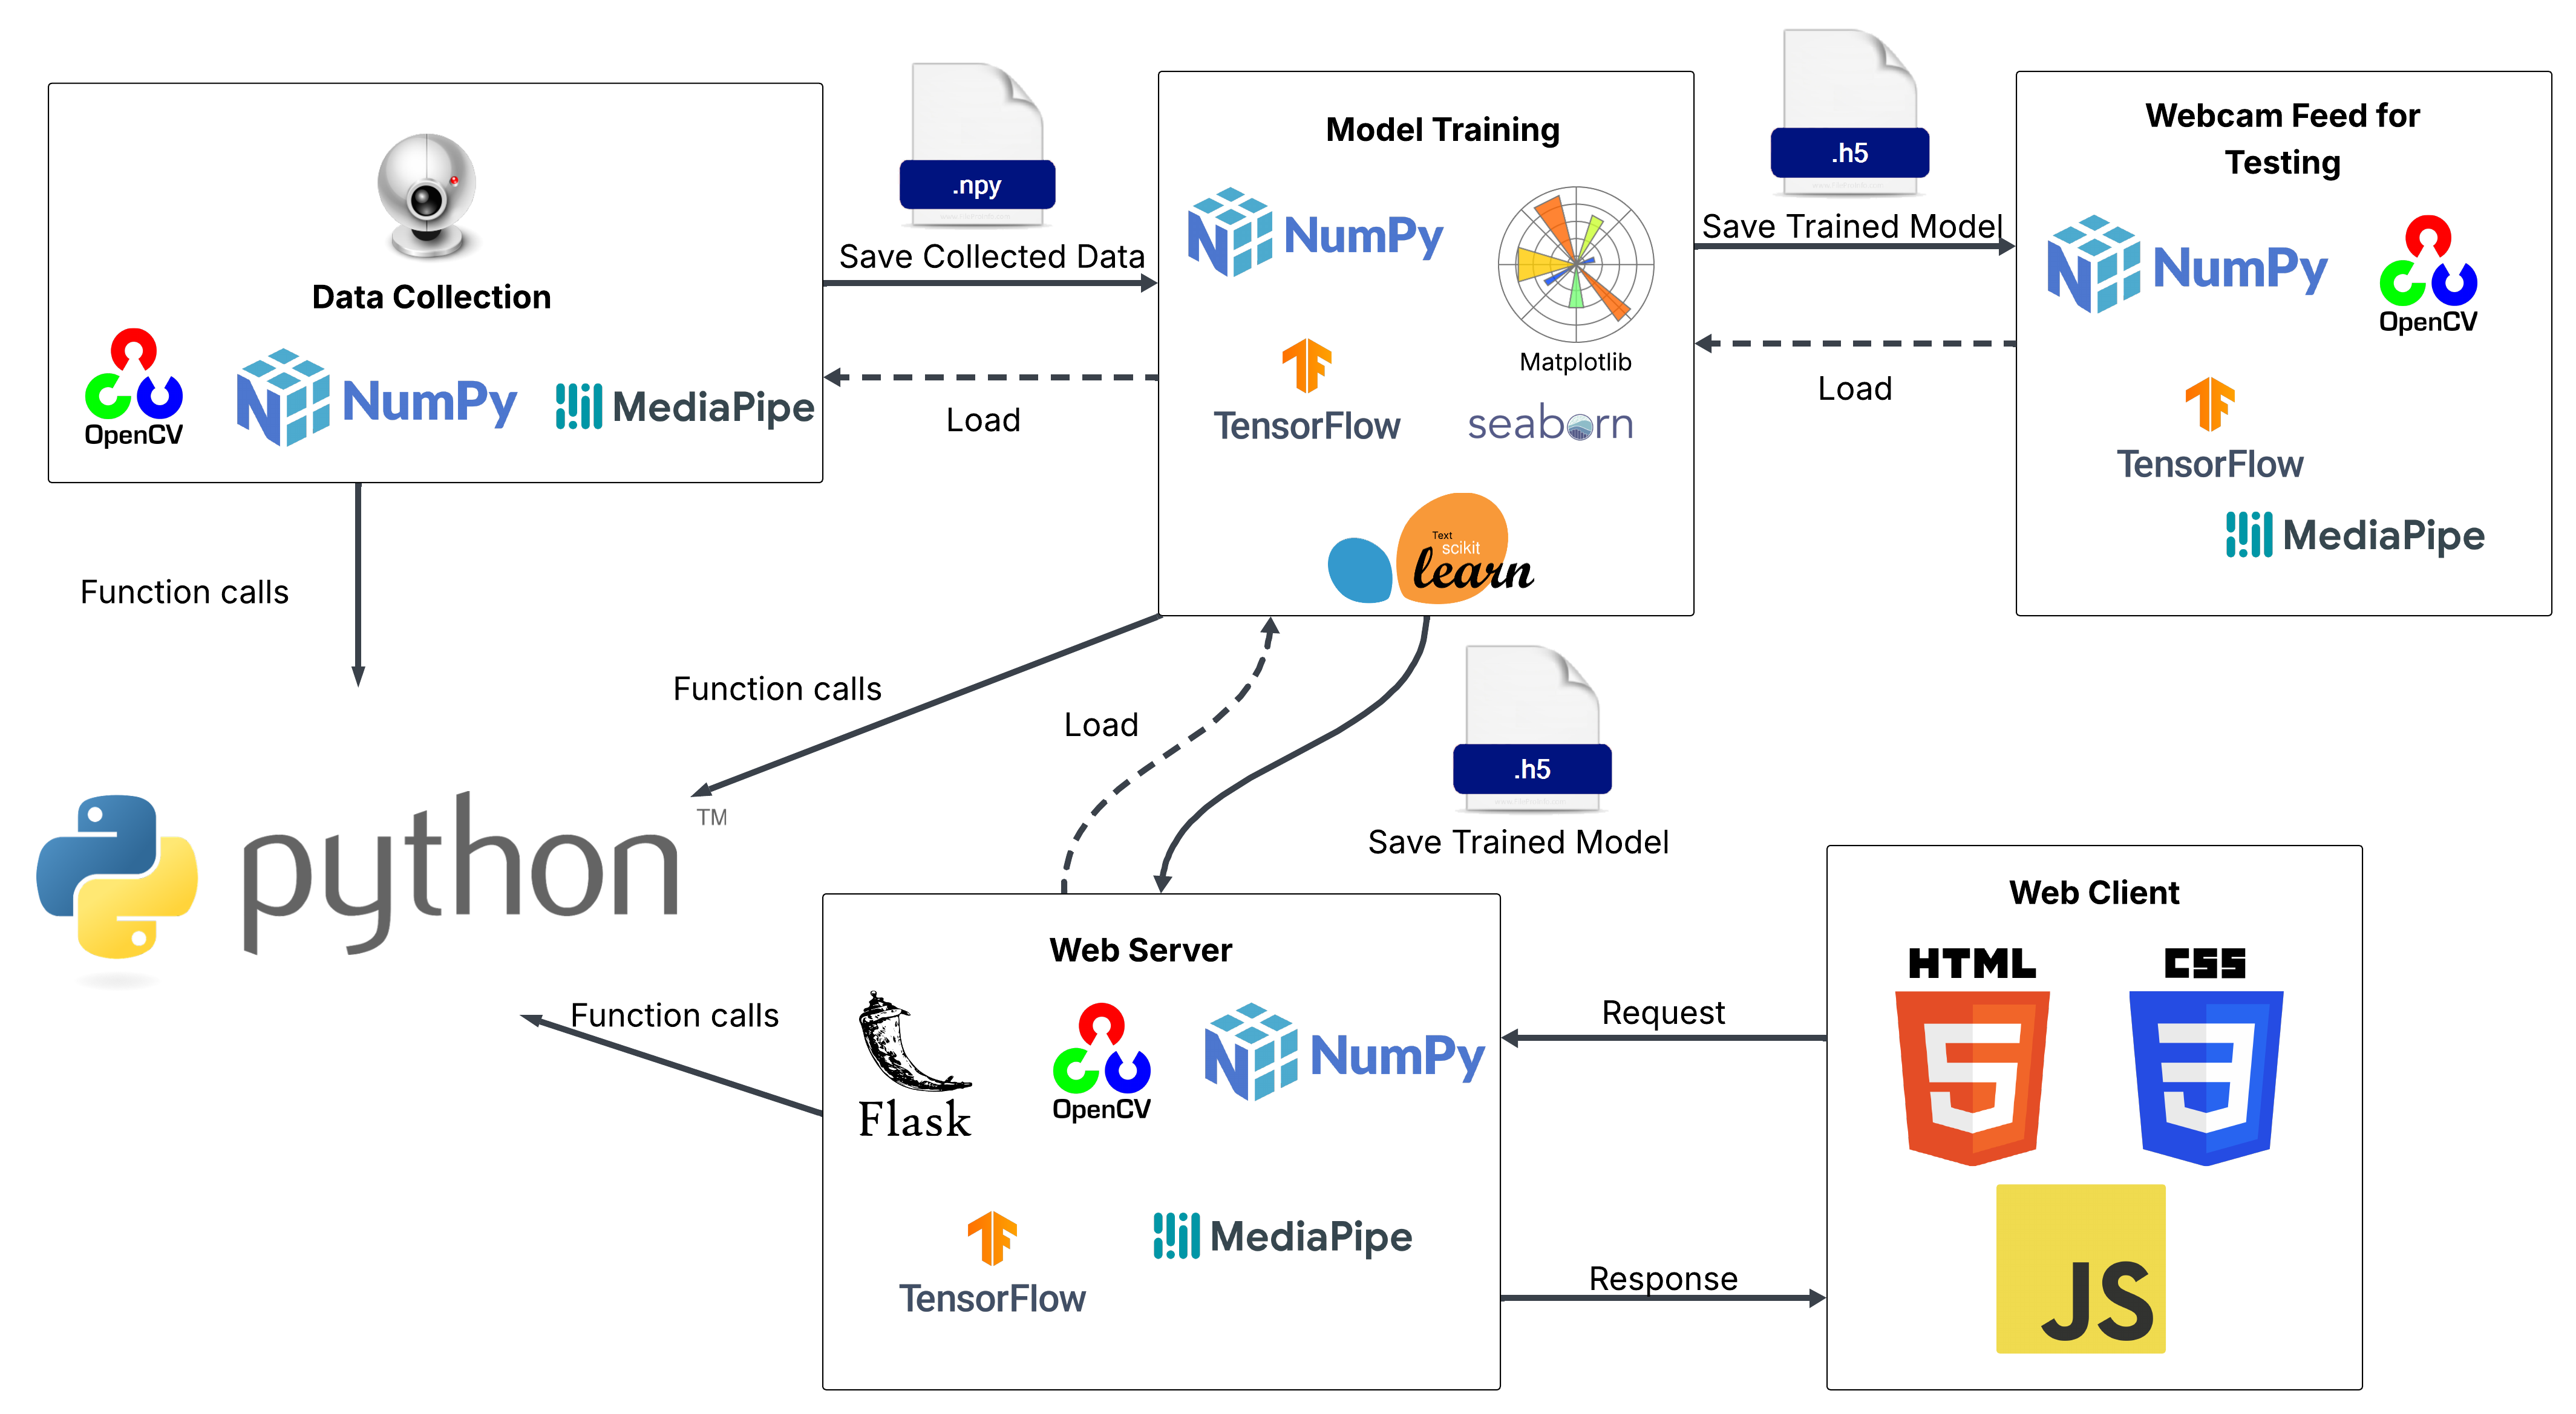 Data Collection
OpenCV
NumPy
MediaPipe
.npy
Save Collected Data
Load
Model Training
NumPy
Matplotlib
TensorFlow
seaborn
Text
scikit
learn
.h5
Save Trained Model
Load
Webcam Feed for
Testing
NumPy
OpenCV
TensorFlow
MediaPipe
Function calls
Function calls
Load
.h5
Save Trained Model
python
TM
Function calls
Web Server
Flask
OpenCV
NumPy
TensorFlow
MediaPipe
Request
Response
Web Client
HTML
CSS
JS